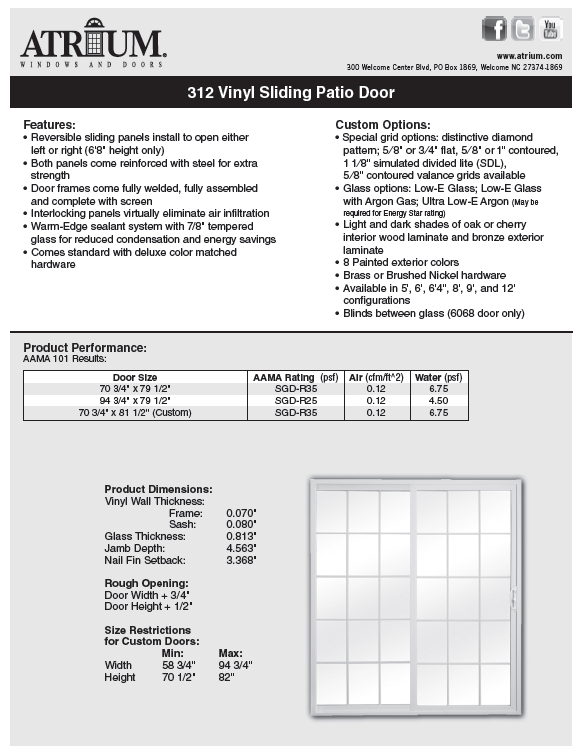 ATRIUM.
WINDOWS AND DOORS
f
t
You
Tube
www.atrium.com
300 Welcome Center Blvd, PO Box 1869, Welcome NC 27374-1869
312 Vinyl Sliding Patio Door
Features:
• Reversible sliding panels install to open either
left or right (6'8" height only)
• Both panels come reinforced with steel for extra
strength
• Door frames come fully welded, fully assembled
and complete with screen
• Interlocking panels virtually eliminate air infiltration
• Warm-Edge sealant system with 7/8" tempered
glass for reduced condensation and energy savings
• Comes standard with deluxe color matched
hardware
Custom Options:
• Special grid options: distinctive diamond
pattern; 5/8" or 3/4" flat, 5/8" or 1" contoured,
1 1/8" simulated divided lite (SDL),
5/8" contoured valance grids available
• Glass options: Low-E Glass; Low-E Glass
with Argon Gas; Ultra Low-E Argon (May be
required for Energy Star rating)
• Light and dark shades of oak or cherry
interior wood laminate and bronze exterior
laminate
• 8 Painted exterior colors
• Brass or Brushed Nickel hardware
• Available in 5', 6', 6'4", 8', 9', and 12'
configurations
• Blinds between glass (6068 door only)
Product Performance:
AAMA 101 Results:
Door Size AAMA Rating (psf) Air (cfm/ft^2) Water (psf)
70 3/4" x 79 1/2" SGD-R35 0.12 6.75
94 3/4" x 79 1/2" SGD-R25 0.12 4.50
70 3/4" x 81 1/2" (Custom) SGD-R35 0.12 6.75
Product Dimensions:
Vinyl Wall Thickness:
Frame: 0.070"
Sash: 0.080"
Glass Thickness: 0.813"
Jamb Depth: 4.563"
Nail Fin Setback: 3.368"
Rough Opening:
Door Width + 3/4"
Door Height + 1/2"
Size Restrictions
for Custom Doors:
Min: Max:
Width 58 3/4" 94 3/4"
Height 70 1/2" 82"